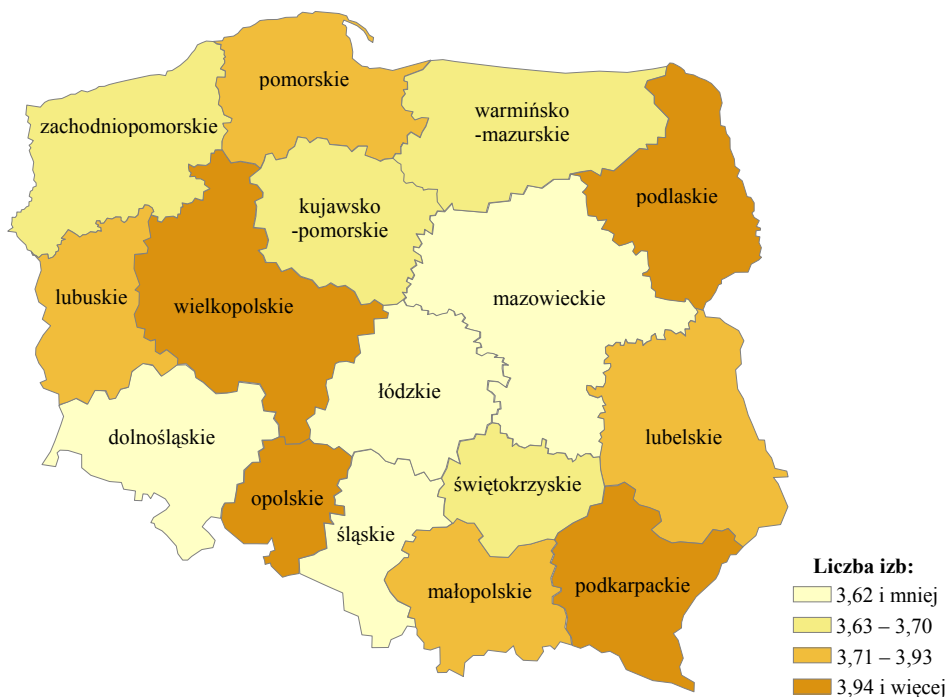 pomorskie
zachodniopomorskie
warmińsko
-mazurskie
podlaskie
kujawsko
-pomorskie
lubuskie
wielkopolskie
mazowieckie
łódzkie
dolnośląskie
lubelskie
opolskie
świętokrzyskie
śląskie
małopolskie
podkarpackie
Liczba izb:
3,62 i mniej
3,63 – 3,70
3,71 – 3,93
3,94 i więcej